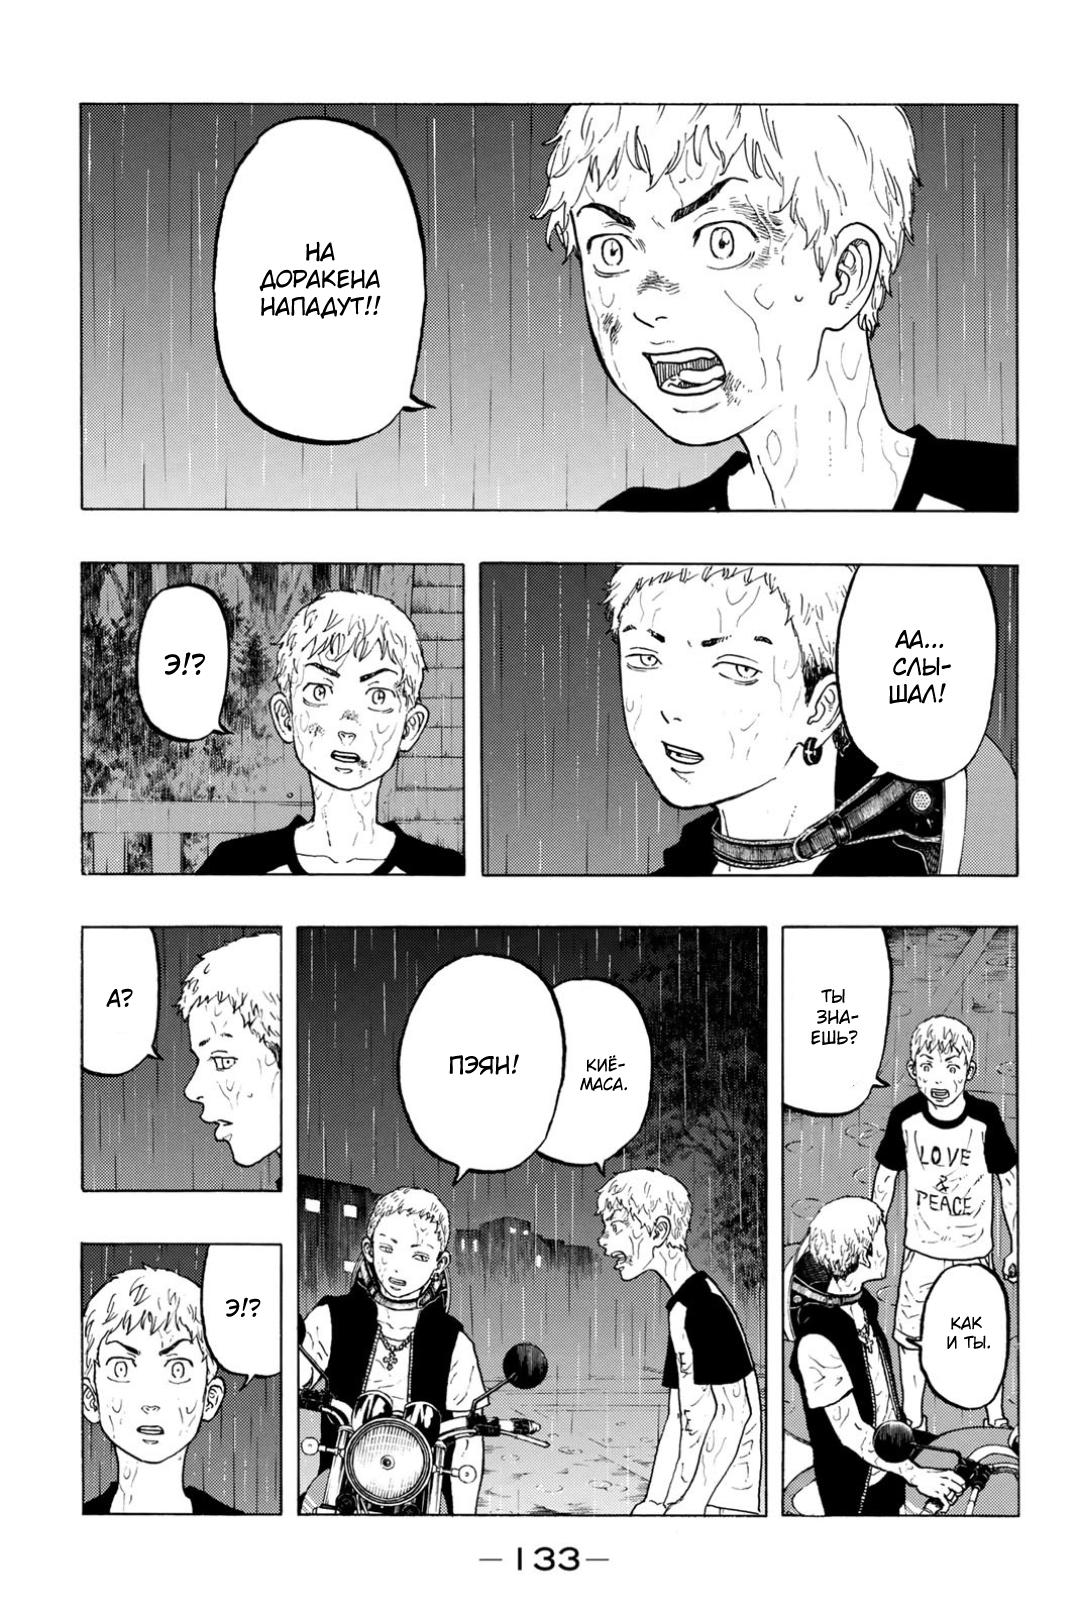 НА
ДОРАКЕНА
НАПАДУТ!!
АА...
СЛЫ-
ШАЛ!
Э!?
ТЫ
ЗНА-
ЕШЬ?
LOVE
&
PEACE
КАК
И ТЫ.
КИЁ-
МАСА.
ПЭЯН!
А?
Э!?
— 133 —